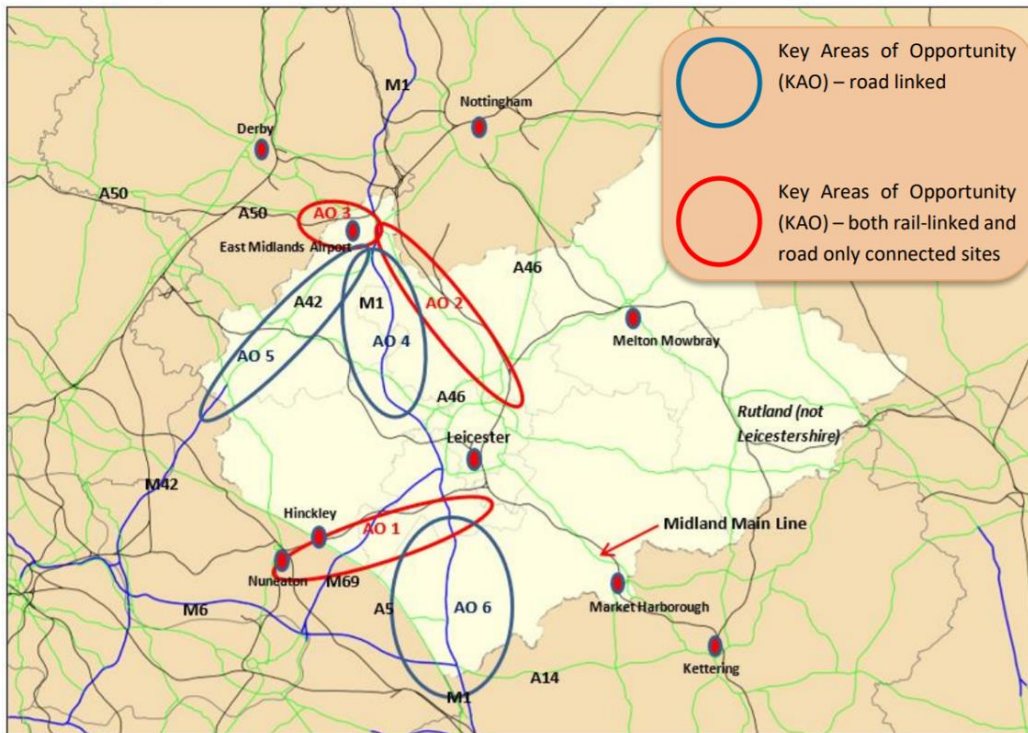 Key Areas of Opportunity
(KAO) – road linked
Key Areas of Opportunity
(KAO) – both rail-linked and
road only connected sites
M1
Nottingham
Derby
A50
A50
AO 3
East Midlands Airport
A46
A42
M1
AO 2
Melton Mowbray
AO 5
AO 4
A46
Rutland (not
Leicestershire)
Leicester
M42
Hinckley
AO 1
Midland Main Line
Nuneaton
M69
M6
A5
AO 6
Market Harborough
Kettering
A14
M1